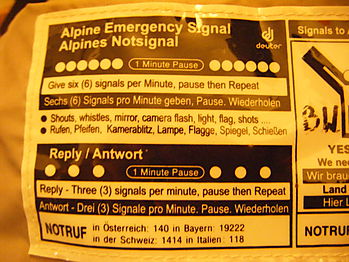 Alpine Emergency Signal
Alpines Notsignal
deuter
1 Minute Pause
Give six (6) signals per Minute, pause then Repeat
Sechs (6) Signals pro Minute geben, Pause. Wiederholen
Shouts, whistles, mirror, camera flash, light, flag, shots ....
Rufen, Pfeifen, Kamerablitz, Lampe, Flagge, Spiegel, Schießen
Reply / Antwort
1 Minute Pause
Reply - Three (3) signals per minute, pause then Repeat
Antwort - Drei (3) Signale pro Minute. Pause. Wiederholen
NOTRUF in Österreich: 140 in Bayern: 19222
in der Schweiz: 1414 in Italien: 118
Signals to
YES
We nee
Wir brau
Land
Hier L
NOTRUF